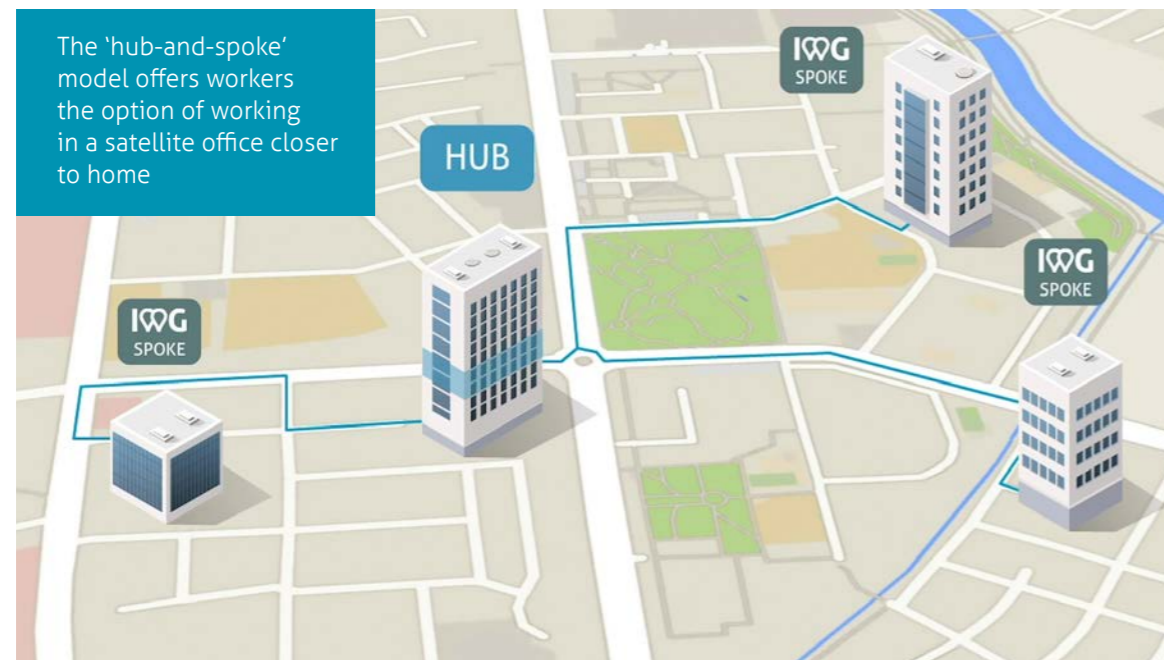 The ‘hub-and-spoke’
model offers workers
the option of working
in a satellite office closer
to home
IWG
SPOKE
HUB
IWG
SPOKE
IWG
SPOKE